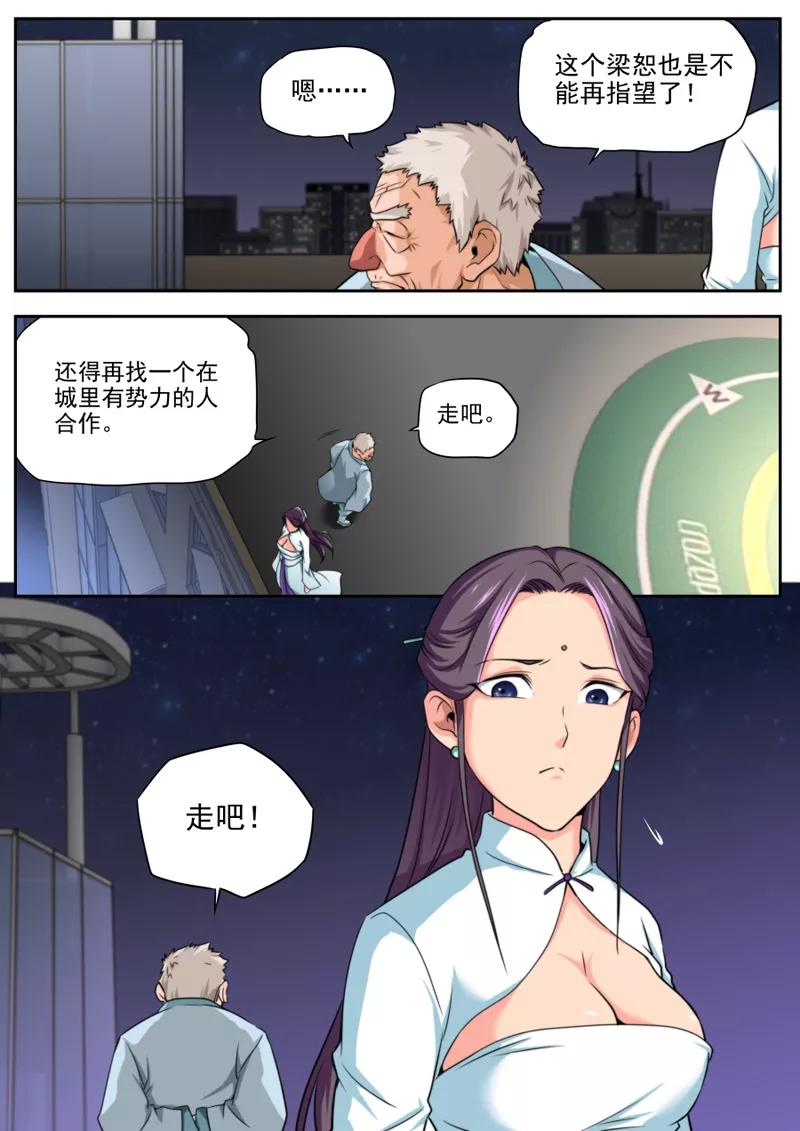 嗯……
这个梁恕也是不
能再指望了！
还得再找一个在
城里有势力的人
合作。
走吧。
走吧！